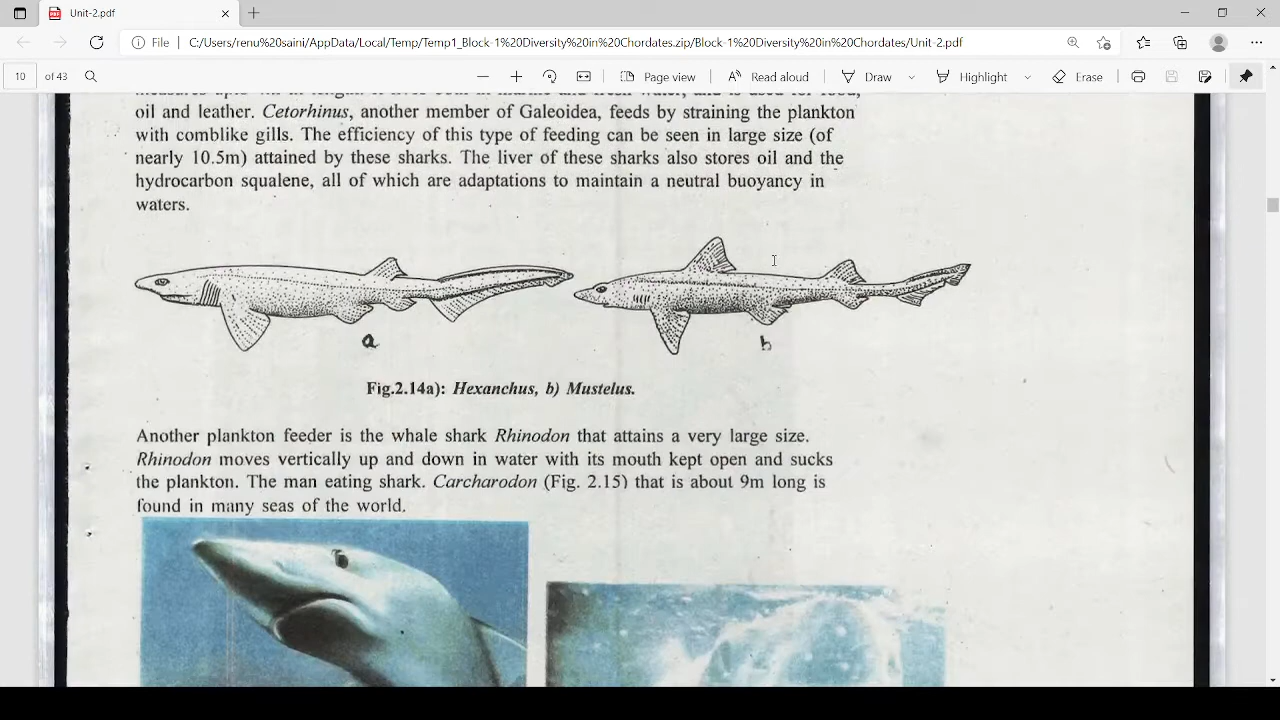 Unit-2.pdf
File
C:/Users/renu%20saini/AppData/Local/Temp/Temp1_Block-1%20Diversity%20in%20Chordates.zip/Block-1%20Diversity%20in%20Chordates/Unit-2.pdf
10 of 43
Page view
Read aloud
Draw
Highlight
Erase
oil and leather. Cetorhinus, another member of Galeoidea, feeds by straining the plankton
with comblike gills. The efficiency of this type of feeding can be seen in large size (of
nearly 10.5m) attained by these sharks. The liver of these sharks also stores oil and the
hydrocarbon squalene, all of which are adaptations to maintain a neutral buoyancy in
waters.
a
b
Fig.2.14a): Hexanchus, b) Mustelus.
Another plankton feeder is the whale shark Rhinodon that attains a very large size.
Rhinodon moves vertically up and down in water with its mouth kept open and sucks
the plankton. The man eating shark. Carcharodon (Fig. 2.15) that is about 9m long is
found in many seas of the world.